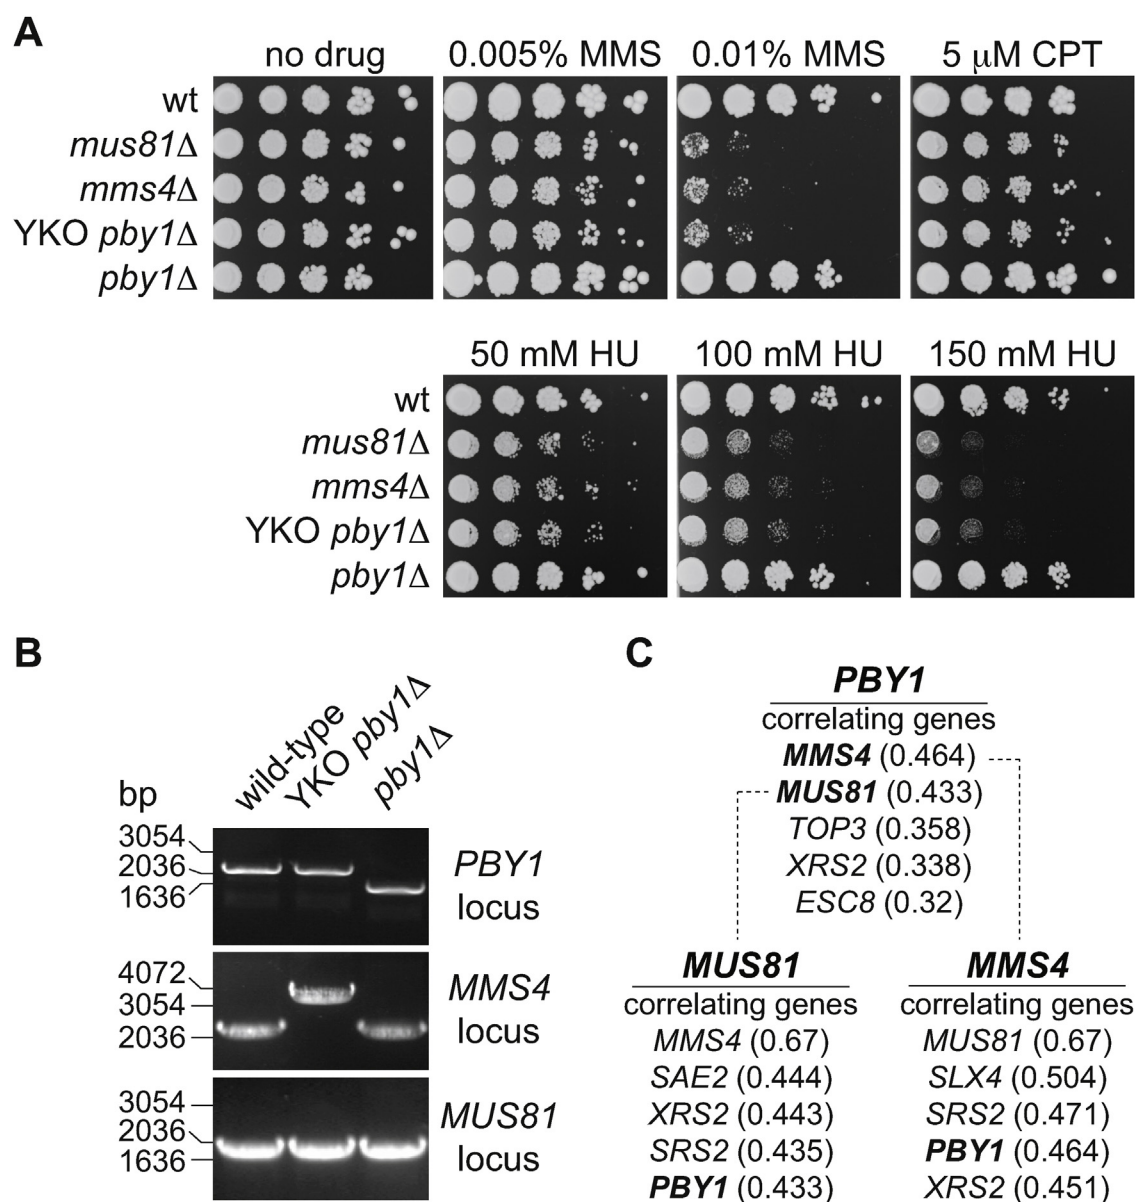 A
no drug
0.005% MMS
0.01% MMS
5 μM CPT
wt
mus81Δ
mms4Δ
YKO pby1Δ
pby1Δ
50 mM HU
100 mM HU
150 mM HU
wt
mus81Δ
mms4Δ
YKO pby1Δ
pby1Δ
B
wild-type
YKO pby1Δ
pby1Δ
bp
3054
2036
1636
PBY1
locus
4072
3054
2036
MMS4
locus
3054
2036
1636
MUS81
locus
C
PBY1
correlating genes
MMS4 (0.464)
MUS81 (0.433)
TOP3 (0.358)
XRS2 (0.338)
ESC8 (0.32)
MUS81
correlating genes
MMS4 (0.67)
SAE2 (0.444)
XRS2 (0.443)
SRS2 (0.435)
PBY1 (0.433)
MMS4
correlating genes
MUS81 (0.67)
SLX4 (0.504)
SRS2 (0.471)
PBY1 (0.464)
XRS2 (0.451)